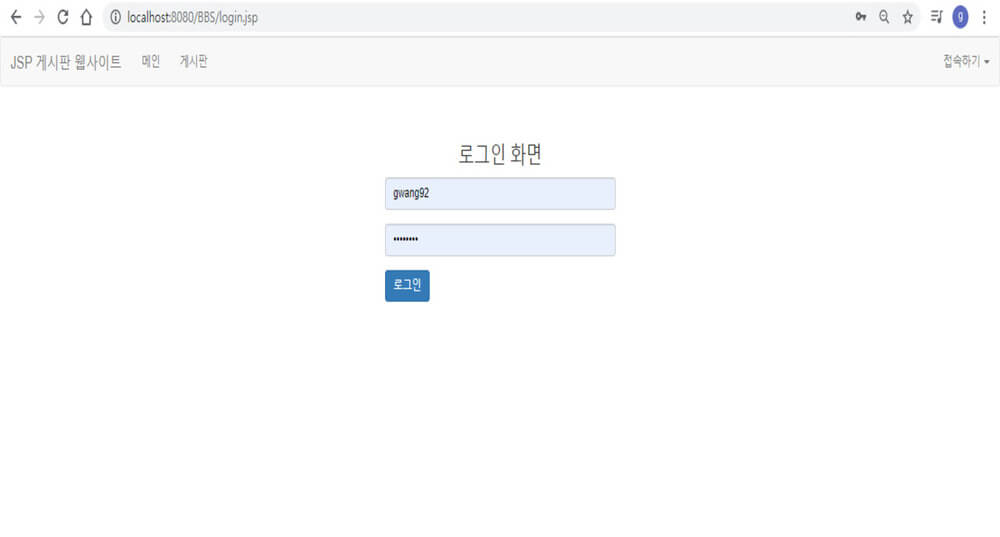 localhost:8080/BBS/login.jsp
g
JSP 게시판 웹사이트 메인 게시판 접속하기
로그인 화면
gwang92
••••••••
로그인